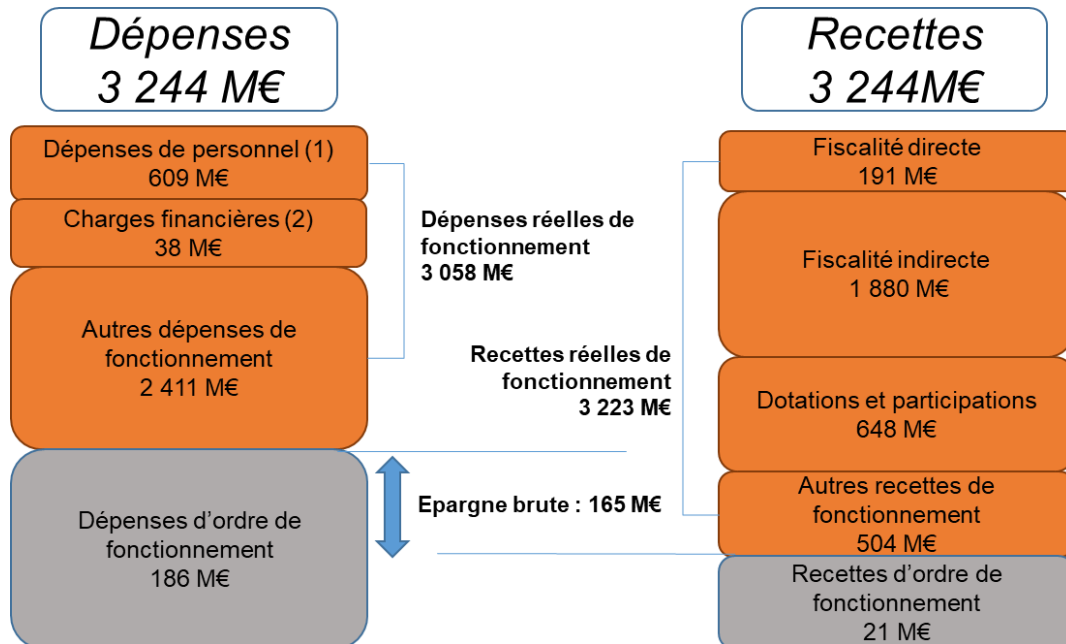 Dépenses
3 244 M€
Dépenses de personnel (1)
609 M€
Charges financières (2)
38 M€
Autres dépenses de
fonctionnement
2 411 M€
Dépenses d’ordre de
fonctionnement
186 M€
Dépenses réelles de
fonctionnement
3 058 M€
Recettes réelles de
fonctionnement
3 223 M€
Epargne brute : 165 M€
Recettes
3 244M€
Fiscalité directe
191 M€
Fiscalité indirecte
1 880 M€
Dotations et participations
648 M€
Autres recettes de
fonctionnement
504 M€
Recettes d’ordre de
fonctionnement
21 M€